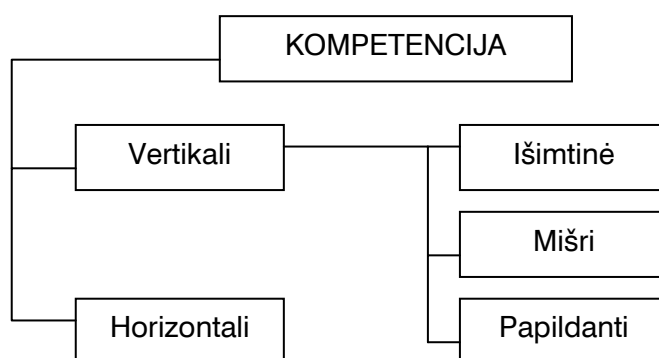 KOMPETENCIJA
Vertikali
Išimtinė
Mišri
Horizontali
Papildanti